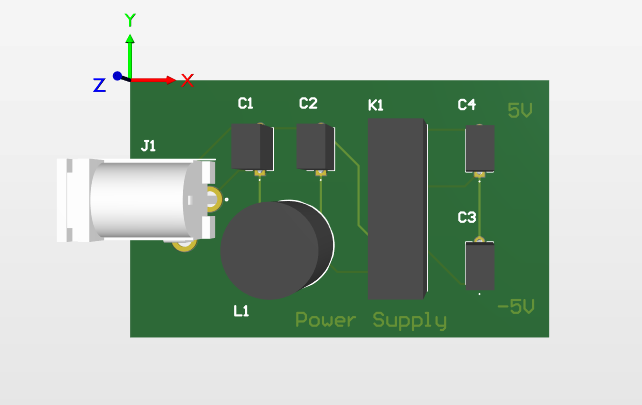 Y
Z X
C1 C2 K1 C4 5V
J1
C3
L1 -5V
Power Supply